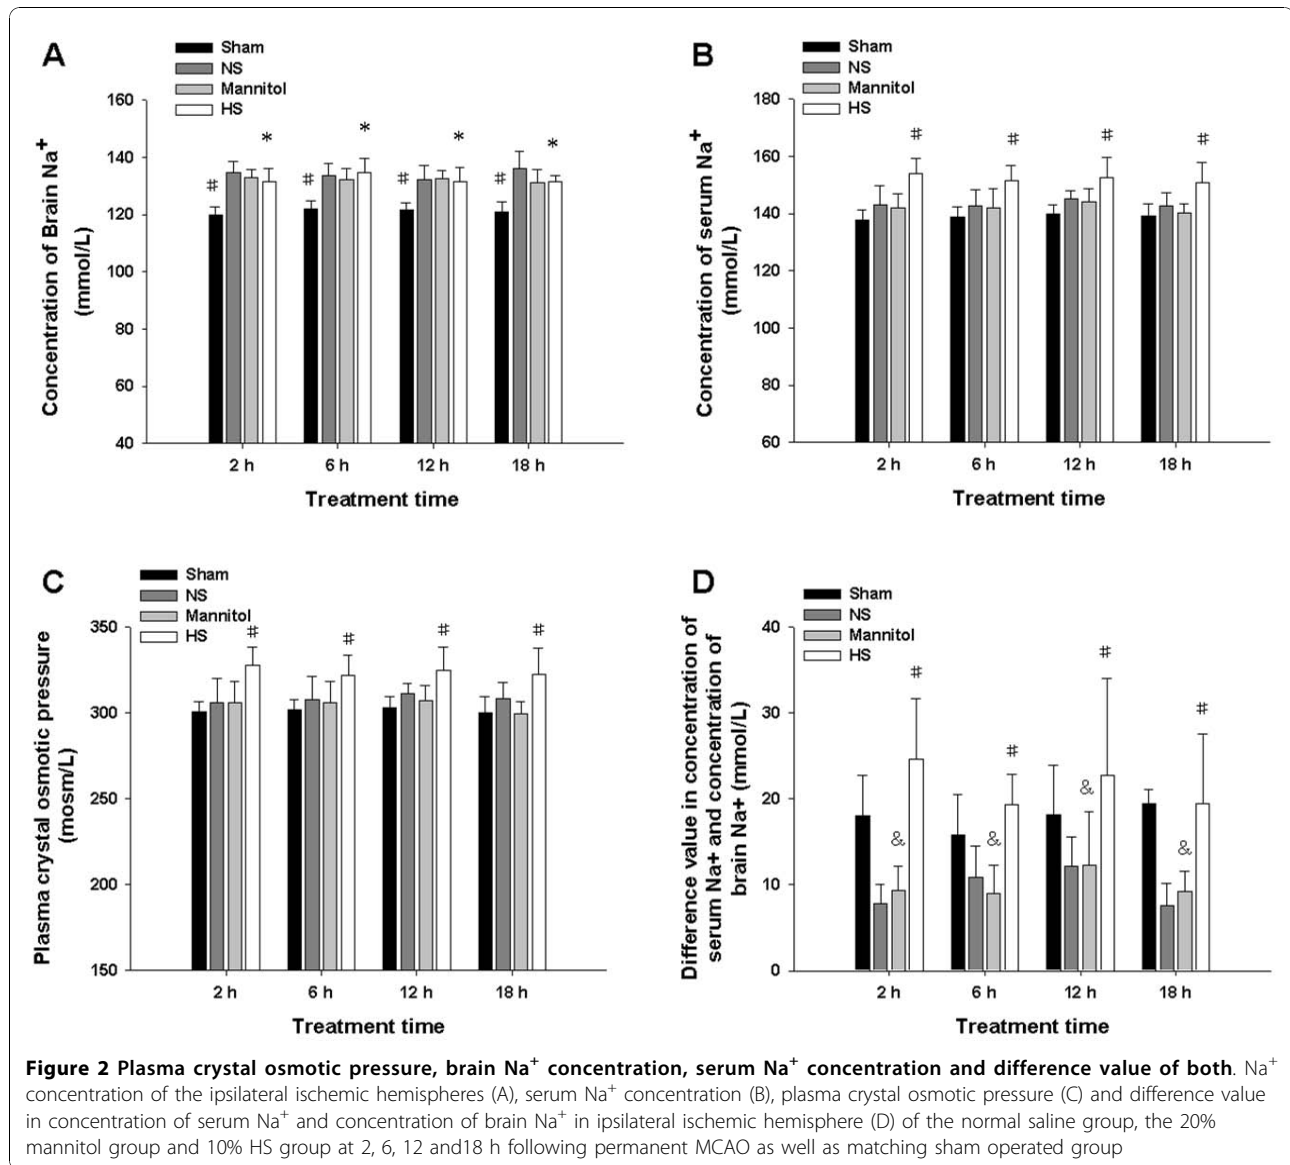 A
Sham
NS
Mannitol
HS
Concentration of Brain Na+
(mmol/L)
160
140
120
100
80
60
40
# * # * # * # *
2 h 6 h 12 h 18 h
Treatment time
B
Sham
NS
Mannitol
HS
Concentration of serum Na+
(mmol/L)
180
160
140
120
100
80
60
# # # #
2 h 6 h 12 h 18 h
Treatment time
C
Sham
NS
Mannitol
HS
Plasma crystal osmotic pressure
(mosm/L)
350
300
250
200
150
# # # #
2 h 6 h 12 h 18 h
Treatment time
D
Sham
NS
Mannitol
HS
Difference value in concentration of
serum Na+ and concentration of
brain Na+ (mmol/L)
40
30
20
10
0
& # & # & # & #
2 h 6 h 12 h 18 h
Treatment time
Figure 2 Plasma crystal osmotic pressure, brain Na+ concentration, serum Na+ concentration and difference value of both. Na+
concentration of the ipsilateral ischemic hemispheres (A), serum Na+ concentration (B), plasma crystal osmotic pressure (C) and difference value
in concentration of serum Na+ and concentration of brain Na+ in ipsilateral ischemic hemisphere (D) of the normal saline group, the 20%
mannitol group and 10% HS group at 2, 6, 12 and18 h following permanent MCAO as well as matching sham operated group